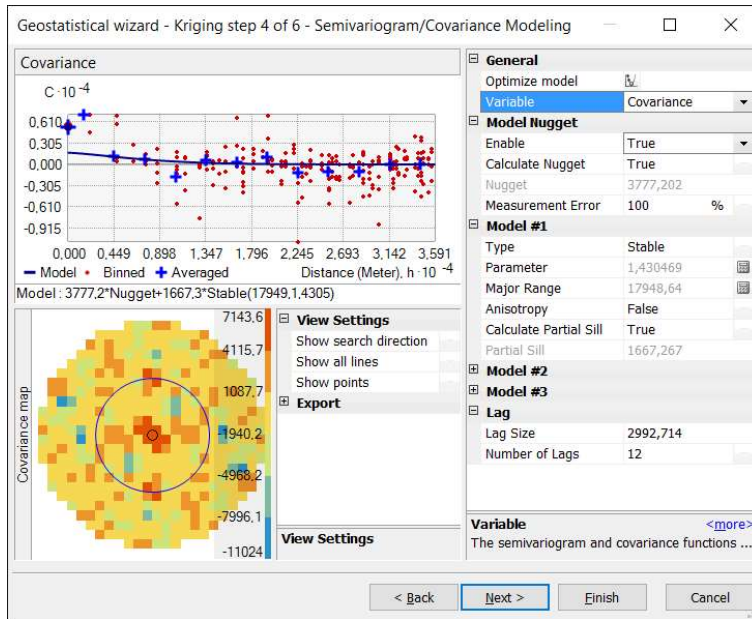 Geostatistical wizard - Kriging step 4 of 6 - Semivariogram/Covariance Modeling
Covariance
C · 10⁻⁴
0,610
0,305
0,000
-0,305
-0,610
-0,915
0,000 0,449 0,898 1,347 1,796 2,245 2,693 3,142 3,591
Model Binned Averaged Distance (Meter), h · 10⁻⁴
Model : 3777,2*Nugget+1667,3*Stable(17949,1,4305)
Covariance map
7143,6
4115,7
1087,7
-1940,2
-4968,2
-7996,1
-11024
View Settings
Show search direction
Show all lines
Show points
Export
View Settings
General
Optimize model
Variable Covariance
Model Nugget
Enable True
Calculate Nugget True
Nugget 3777,202
Measurement Error 100 %
Model #1
Type Stable
Parameter 1,430469
Major Range 17948,64
Anisotropy False
Calculate Partial Sill True
Partial Sill 1667,267
Model #2
Model #3
Lag
Lag Size 2992,714
Number of Lags 12
Variable <more>
The semivariogram and covariance functions ...
< Back Next > Finish Cancel